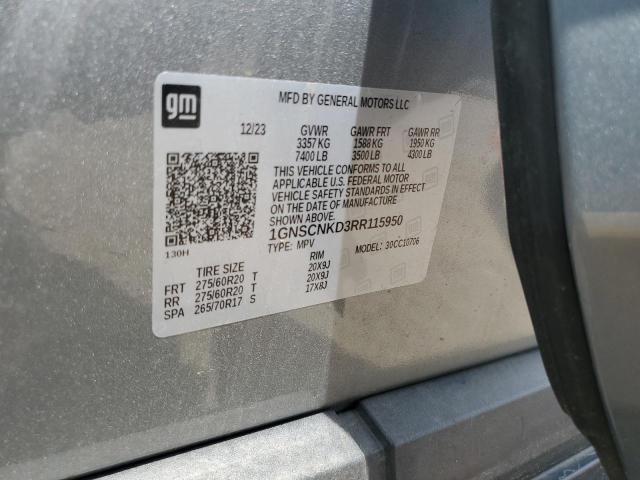 gm
MFD BY GENERAL MOTORS LLC
12/23 GVWR GAWR FRT GAWR RR
3357 KG 1588 KG 1950 KG
7400 LB 3500 LB 4300 LB
THIS VEHICLE CONFORMS TO ALL
APPLICABLE U.S. FEDERAL MOTOR
VEHICLE SAFETY STANDARDS IN EFFECT
ON THE DATE OF MANUFACTURE
SHOWN ABOVE.
1GNSCNKD3RR115950
130H TYPE: MPV MODEL: 30CC10706
TIRE SIZE RIM
FRT 275/60R20 T 20X9J
RR 275/60R20 T 20X9J
SPA 265/70R17 S 17X8J